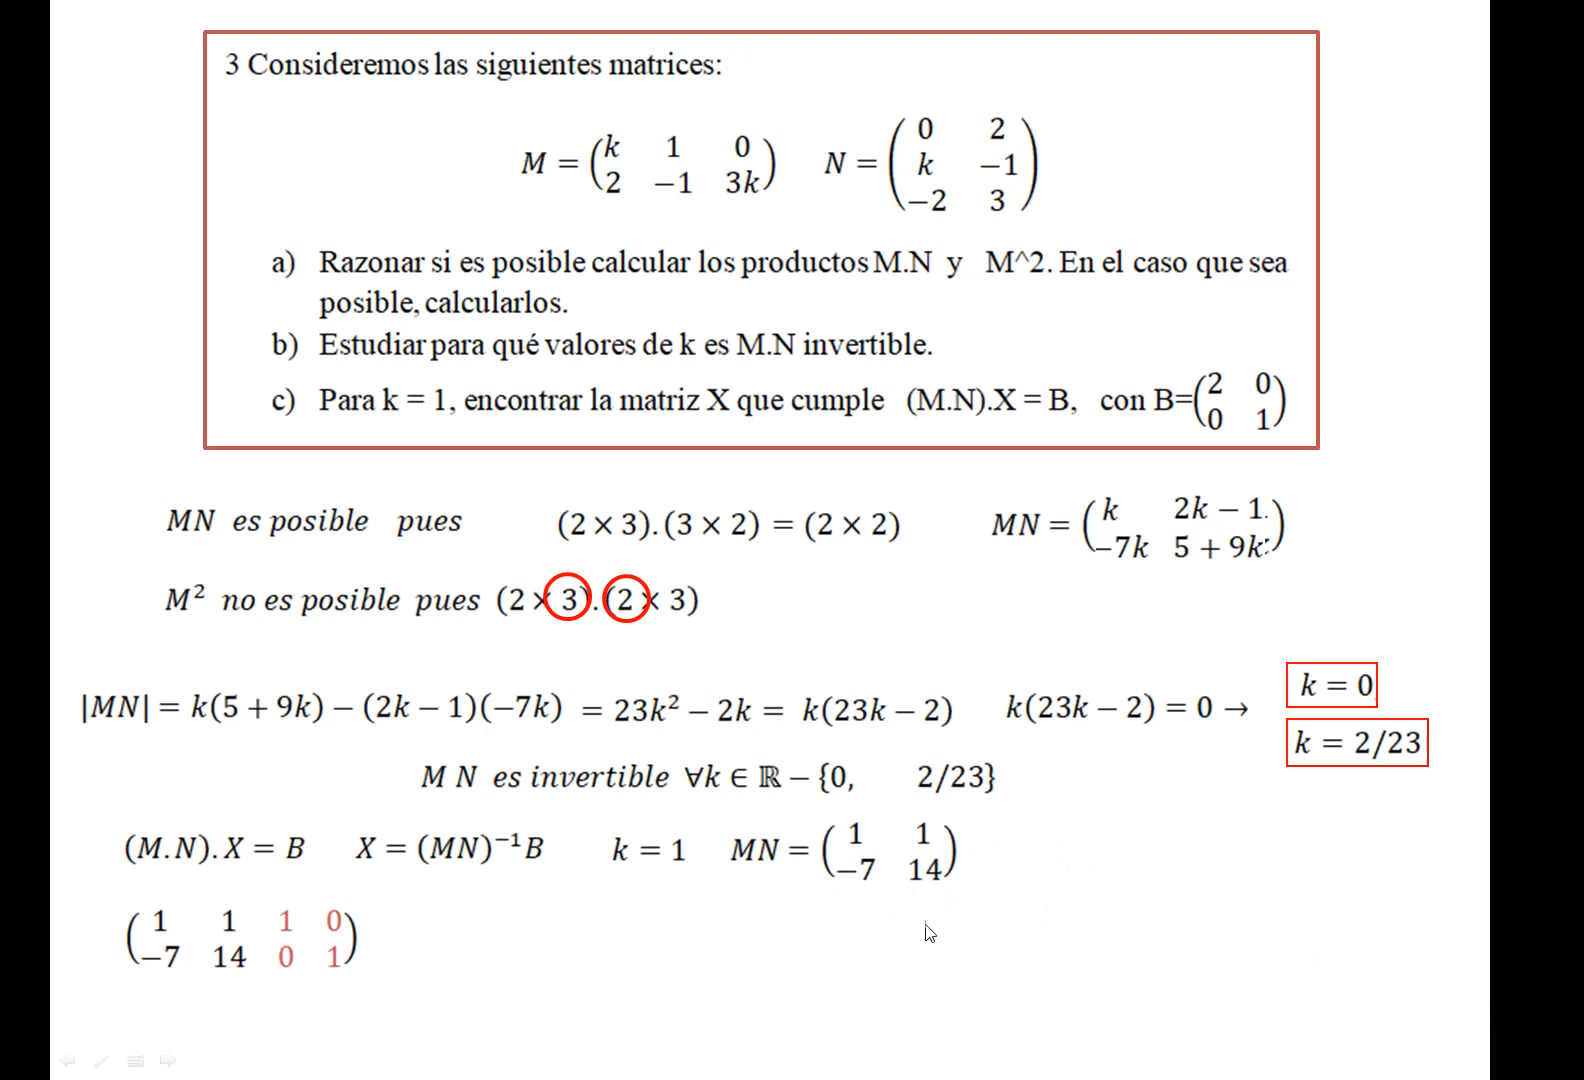 3 Consideremos las siguientes matrices:
M = (k 1 0 / 2 −1 3k) N = (0 2 / k −1 / −2 3)
a) Razonar si es posible calcular los productos M.N y M^2. En el caso que sea
posible, calcularlos.
b) Estudiar para qué valores de k es M.N invertible.
c) Para k = 1, encontrar la matriz X que cumple (M.N).X = B, con B=(2 0 / 0 1)
MN es posible pues (2 × 3).(3 × 2) = (2 × 2) MN = (k 2k − 1 / −7k 5 + 9k)
M² no es posible pues (2 × 3).(2 × 3)
|MN| = k(5 + 9k) − (2k − 1)(−7k) = 23k² − 2k = k(23k − 2) k(23k − 2) = 0 → k = 0
k = 2/23
M N es invertible ∀k ∈ ℝ − {0, 2/23}
(M.N).X = B X = (MN)⁻¹B k = 1 MN = (1 1 / −7 14)
(1 1 1 0 / −7 14 0 1)